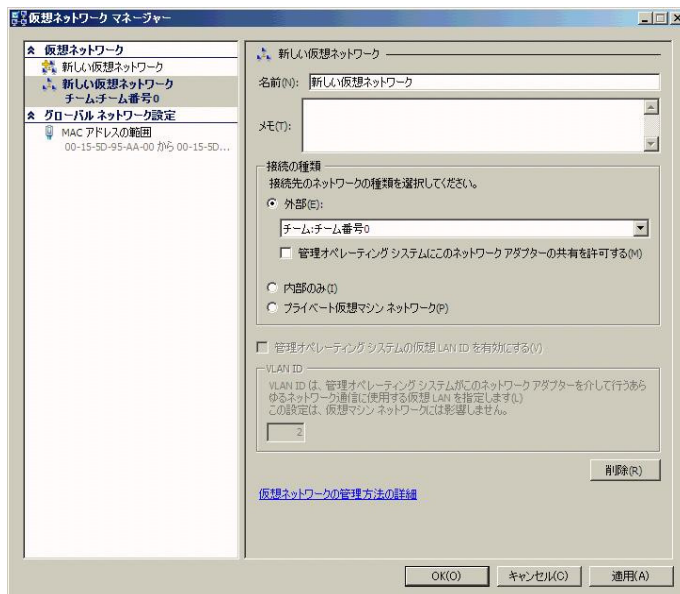 仮想ネットワーク マネージャー
仮想ネットワーク
新しい仮想ネットワーク
新しい仮想ネットワーク
チーム:チーム番号0
グローバル ネットワーク設定
MAC アドレスの範囲
00-15-5D-95-AA-00 から 00-15-5D...
新しい仮想ネットワーク
名前(N): 新しい仮想ネットワーク
メモ(T):
接続の種類
接続先のネットワークの種類を選択してください。
外部(E):
チーム:チーム番号0
管理オペレーティング システムにこのネットワーク アダプターの共有を許可する(M)
内部のみ(I)
プライベート仮想マシン ネットワーク(P)
管理オペレーティング システムの仮想 LAN ID を有効にする(V)
VLAN ID
VLAN ID は、管理オペレーティング システムがこのネットワーク アダプターを介して行うあら
ゆるネットワーク通信に使用する仮想 LAN を指定します(L)
この設定は、仮想マシン ネットワークには影響しません。
2
削除(R)
仮想ネットワークの管理方法の詳細
OK(O) キャンセル(C) 適用(A)